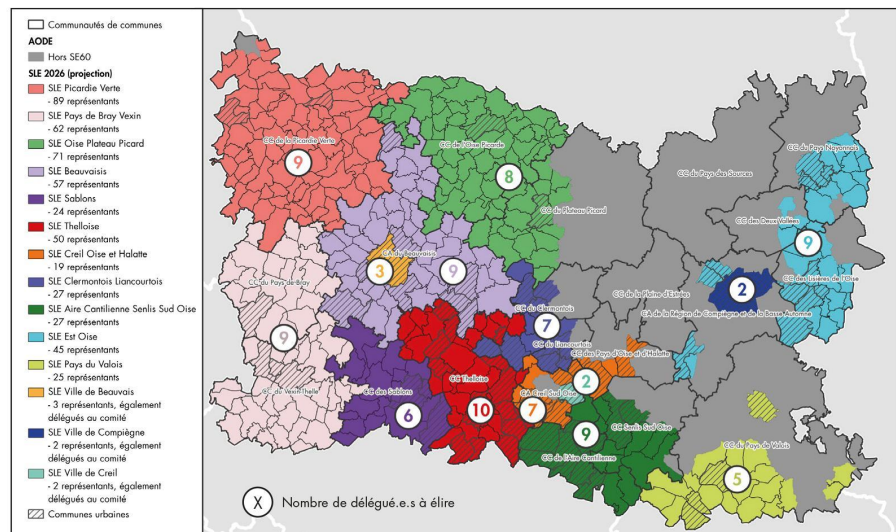 Communautés de communes
AODE
Hors SE60
SLE 2026 (projection)
SLE Picardie Verte
- 89 représentants
SLE Pays de Bray Vexin
- 62 représentants
SLE Oise Plateau Picard
- 71 représentants
SLE Beauvaisis
- 57 représentants
SLE Sablons
- 24 représentants
SLE Thelloise
- 50 représentants
SLE Creil Oise et Halatte
- 19 représentants
SLE Clermontois Liancourtois
- 27 représentants
SLE Aire Cantilienne Senlis Sud Oise
- 27 représentants
SLE Est Oise
- 45 représentants
SLE Pays du Valois
- 25 représentants
SLE Ville de Beauvais
- 3 représentants, également
délégués au comité
SLE Ville de Compiègne
- 2 représentants, également
délégués au comité
SLE Ville de Creil
- 2 représentants, également
délégués au comité
Communes urbaines
CC de la Picardie Verte
9
CC de l'Oise Picarde
8
CC du Plateau Picard
CC du Pays des Sources
CC du Pays Noyonnais
CC des Deux Vallées
9
CC des Lisières de l'Oise
CA du Beauvaisis
3
9
CC du Pays de Bray
9
CC du Vexin-Thelle
CC du Clermontois
7
CC du Liancourtois
CC de la Plaine d'Estrées
2
CA de la Région de Compiègne et de la Basse Automne
CC des Pays d'Oise et d'Halatte
2
CC des Sablons
6
CC Thelloise
10
CA Creil Sud Oise
7
9
CC Senlis Sud Oise
CC de l'Aire Cantilienne
CC du Pays de Valois
5
X
Nombre de délégué.e.s à élire